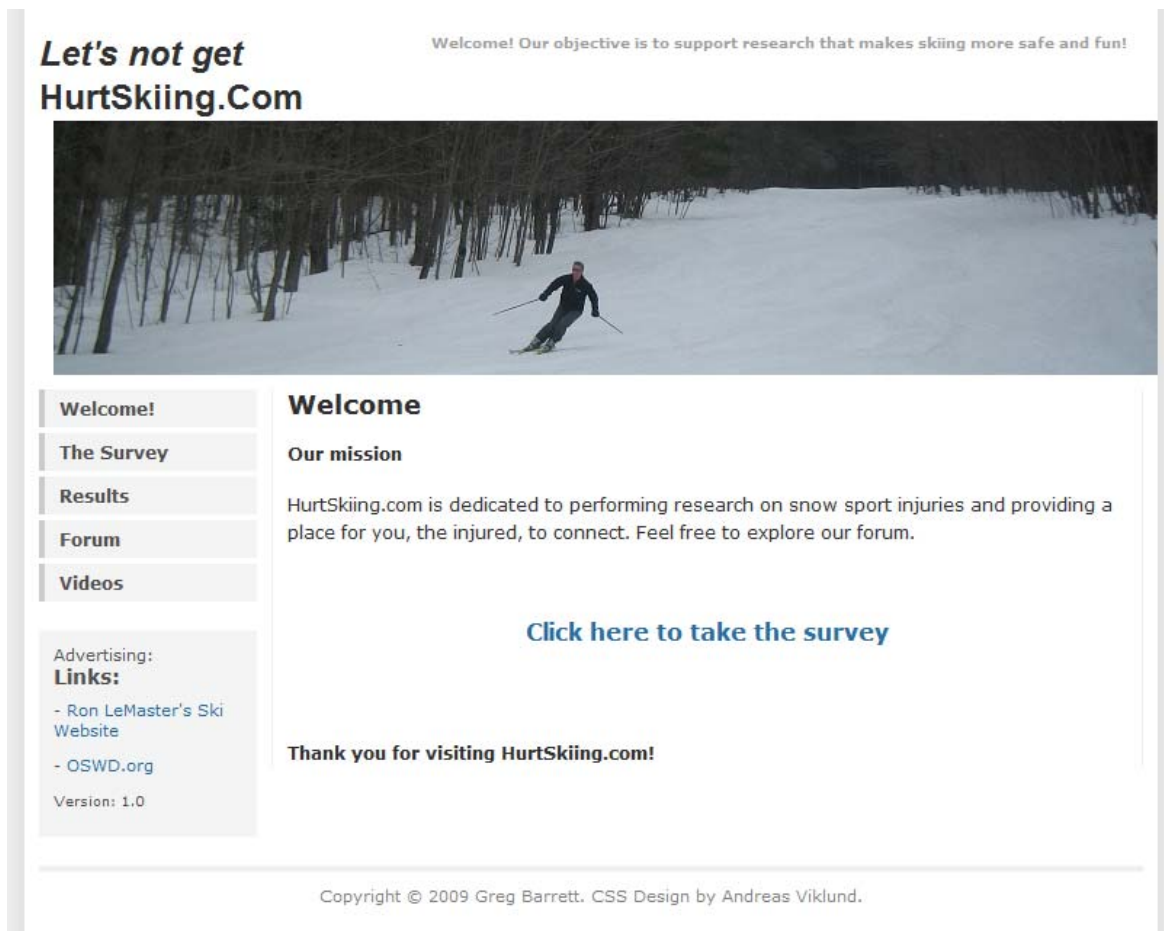 Let's not get
HurtSkiing.Com
Welcome! Our objective is to support research that makes skiing more safe and fun!
Welcome!
The Survey
Results
Forum
Videos
Advertising:
Links:
- Ron LeMaster's Ski
Website
- OSWD.org
Version: 1.0
Welcome
Our mission
HurtSkiing.com is dedicated to performing research on snow sport injuries and providing a
place for you, the injured, to connect. Feel free to explore our forum.
Click here to take the survey
Thank you for visiting HurtSkiing.com!
Copyright © 2009 Greg Barrett. CSS Design by Andreas Viklund.